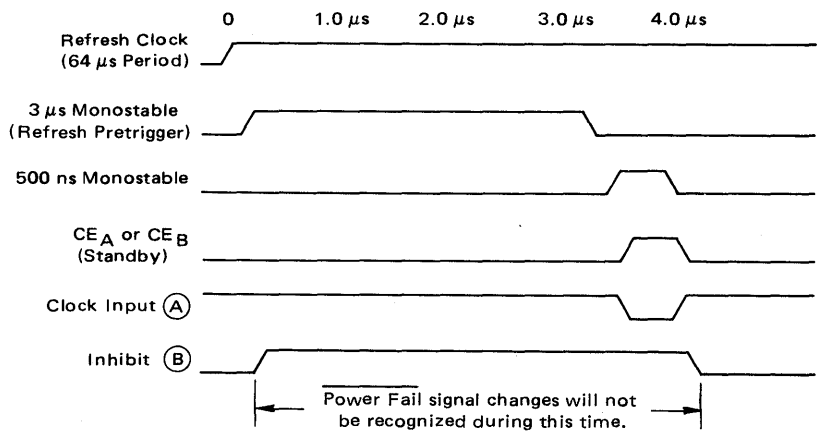 0 1.0 μs 2.0 μs 3.0 μs 4.0 μs
Refresh Clock
(64 μs Period)
3 μs Monostable
(Refresh Pretrigger)
500 ns Monostable
CE A or CE B
(Standby)
Clock Input A
Inhibit B
Power Fail signal changes will not
be recognized during this time.